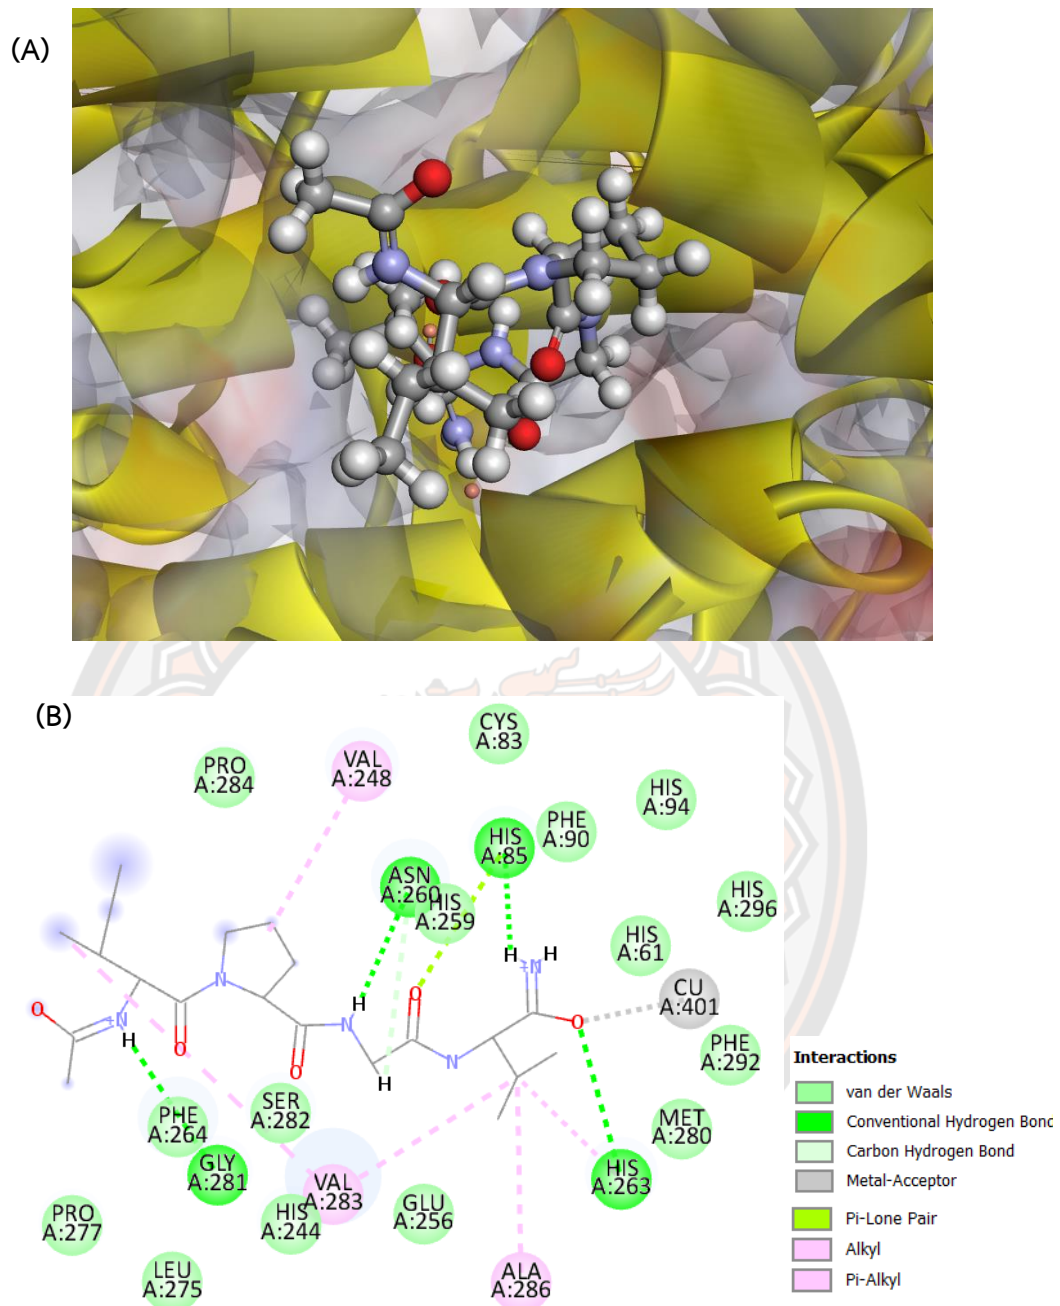 (A)
(B)
CYS
A:83
PRO
A:284
VAL
A:248
HIS
A:94
HIS
A:85
PHE
A:90
ASN
A:260
HIS
A:259
HIS
A:296
HIS
A:61
CU
A:401
PHE
A:292
H
H
N
+
N
H
N
O
O
O
O
O
N
+
H
N
H
PHE
A:264
SER
A:282
MET
A:280
GLY
A:281
VAL
A:283
HIS
A:263
PRO
A:277
HIS
A:244
GLU
A:256
LEU
A:275
ALA
A:286
Interactions
van der Waals
Conventional Hydrogen Bond
Carbon Hydrogen Bond
Metal-Acceptor
Pi-Lone Pair
Alkyl
Pi-Alkyl